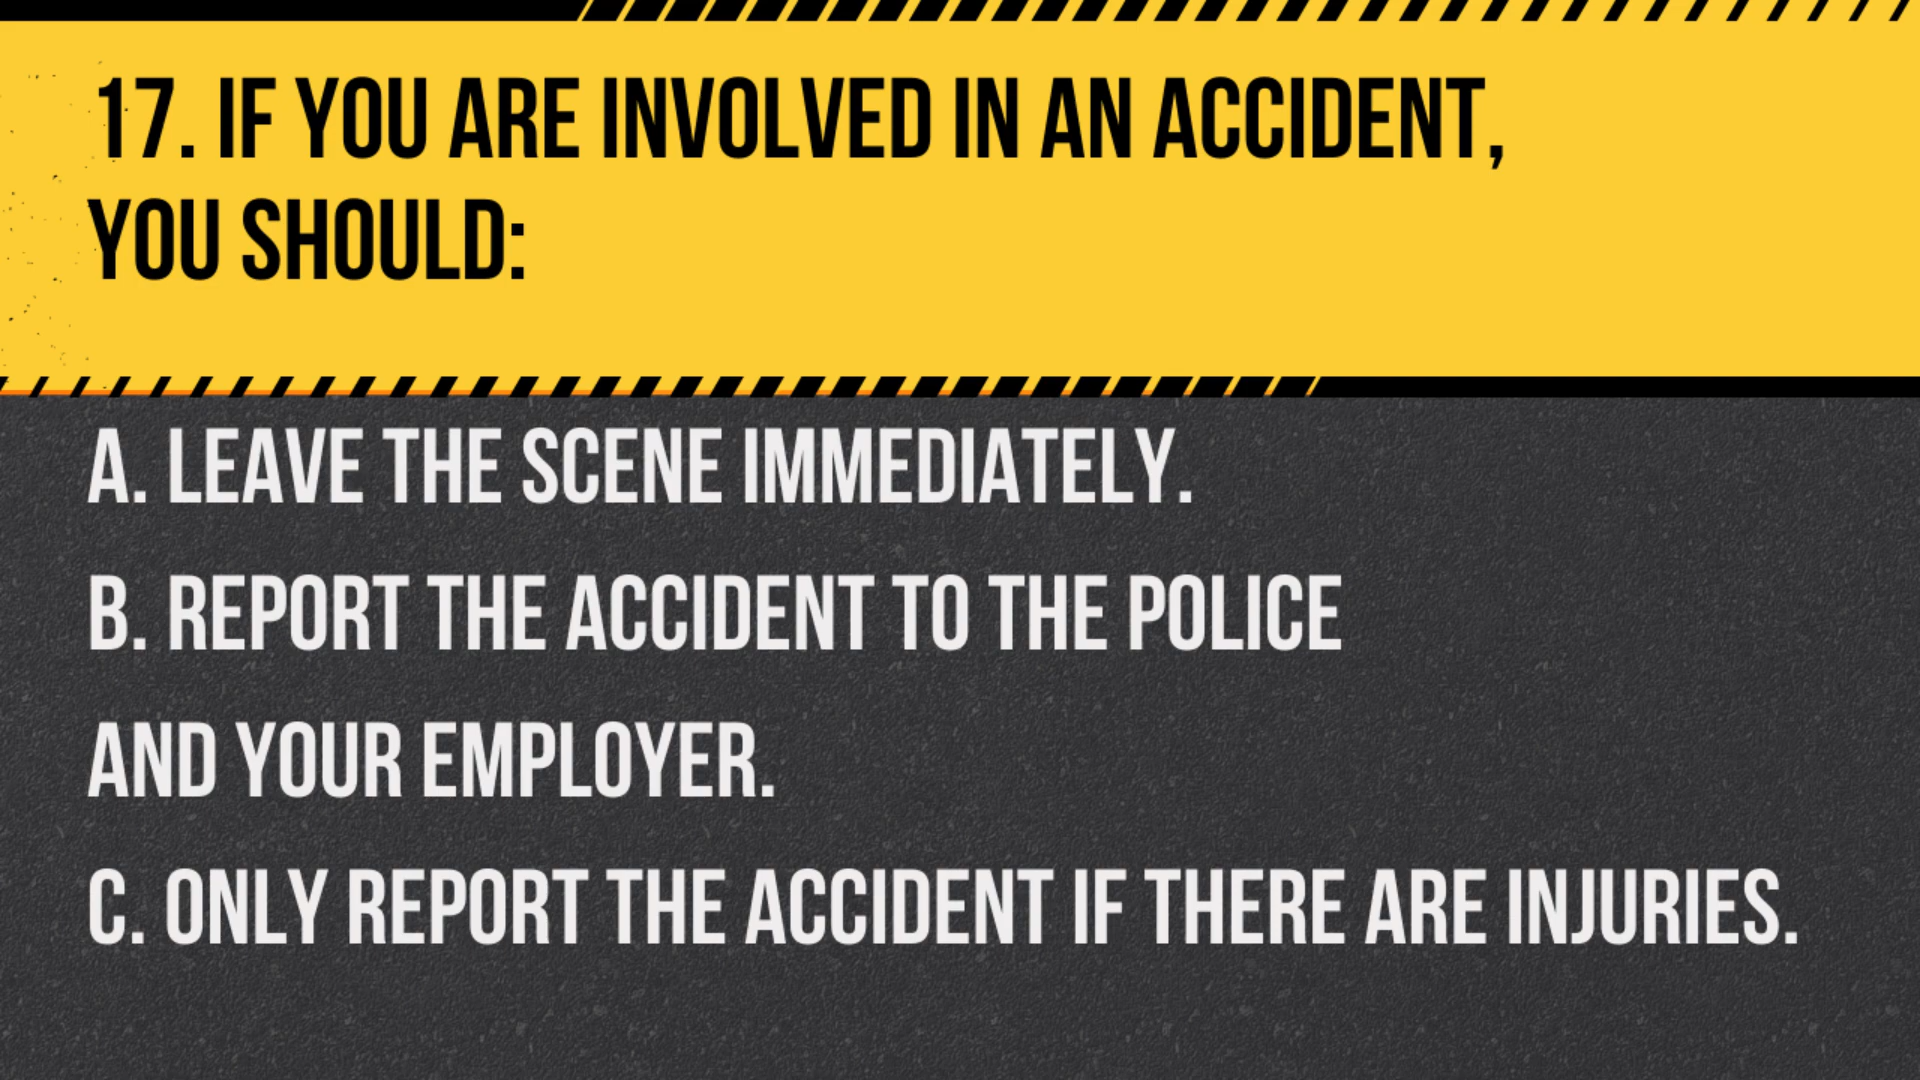 17. IF YOU ARE INVOLVED IN AN ACCIDENT,
YOU SHOULD:
A. LEAVE THE SCENE IMMEDIATELY.
B. REPORT THE ACCIDENT TO THE POLICE
AND YOUR EMPLOYER.
C. ONLY REPORT THE ACCIDENT IF THERE ARE INJURIES.